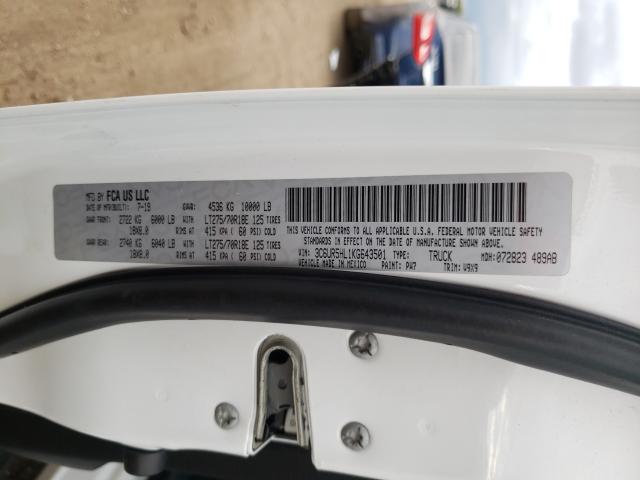 MFD BY FCA US LLC
DATE OF MFR(BUILT): 7-19 GVWR: 4536 KG 10000 LB
GAWR FRONT: 2722 KG 6000 LB LT275/70R18E 125 TIRES
18X8.0 RIMS AT 415 KPA ( 60 PSI) COLD
GAWR REAR: 2740 KG 6040 LB LT275/70R18E 125 TIRES
18X8.0 RIMS AT 415 KPA ( 60 PSI) COLD
THIS VEHICLE CONFORMS TO ALL APPLICABLE U.S.A. FEDERAL MOTOR VEHICLE SAFETY
STANDARDS IN EFFECT ON THE DATE OF MANUFACTURE SHOWN ABOVE.
VIN: 3C6UR5HL1KG643501 TYPE: TRUCK MDH: 072823 489AB
VEHICLE MADE IN MEXICO PAINT: PW7 TRIM: V9X9